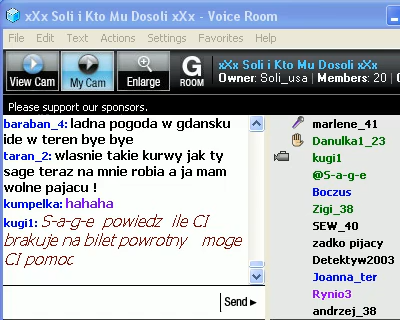 xXx Soli i Kto Mu Dosoli xXx - Voice Room
File Edit Text Actions Settings Favorites Help
View Cam
My Cam
Enlarge
G
ROOM
xXx Soli i Kto Mu Dosoli xXx
Owner: Soli_usa | Members: 20 |
Please support our sponsors.
baraban_4: ladna pogoda w gdansku
ide w teren bye bye
taran_2: wlasnie takie kurwy jak ty
sage teraz na mnie robia a ja mam
wolne pajacu !
kumpelka: hahaha
kugi1: S-a-g-e powiedz ile CI
brakuje na bilet powrotny moge
CI pomoc
Send
marlene_41
Danulka1_23
kugi1
@S-a-g-e
Boczus
Zigi_38
SEW_40
zadko pijacy
Detektyw2003
Joanna_ter
Rynio3
andrzej_38